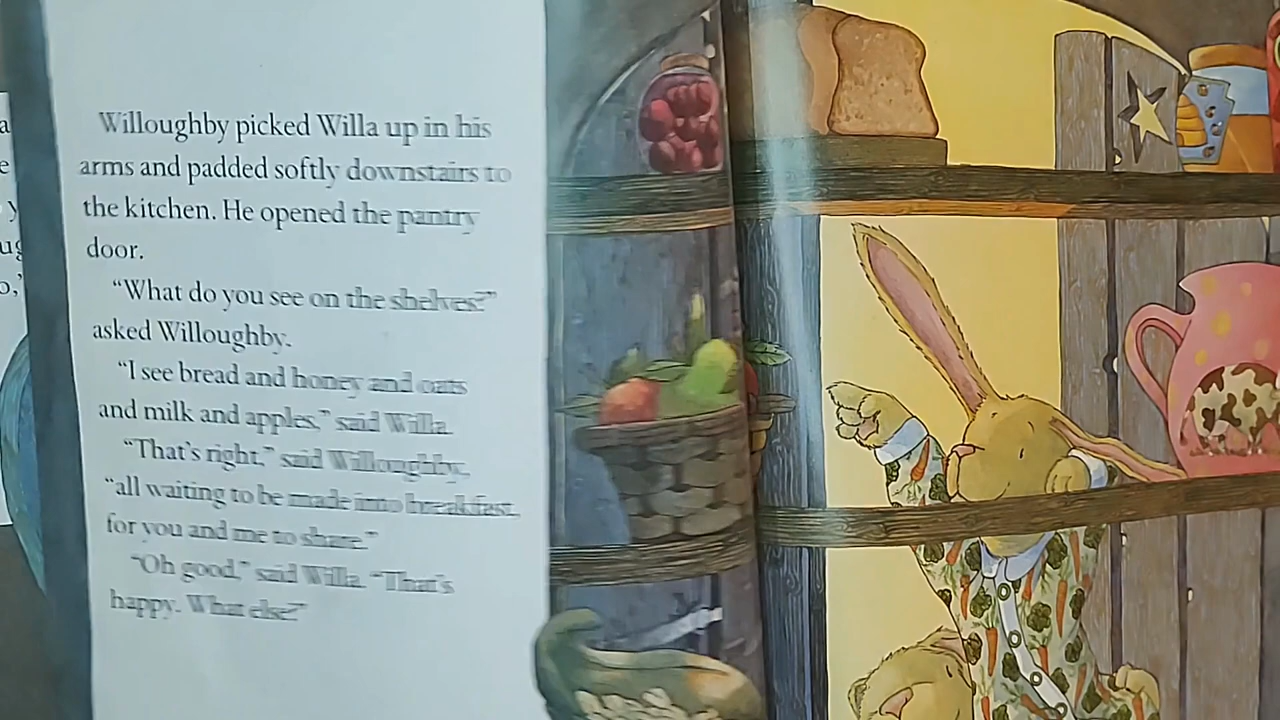 Willoughby picked Willa up in his
arms and padded softly downstairs to
the kitchen. He opened the pantry
door.
“What do you see on the shelves?”
asked Willoughby.
“I see bread and honey and oats
and milk and apples,” said Willa.
“That’s right,” said Willoughby,
“all waiting to be made into breakfast
for you and me to share.”
“Oh good,” said Willa. “That’s
happy. What else?”